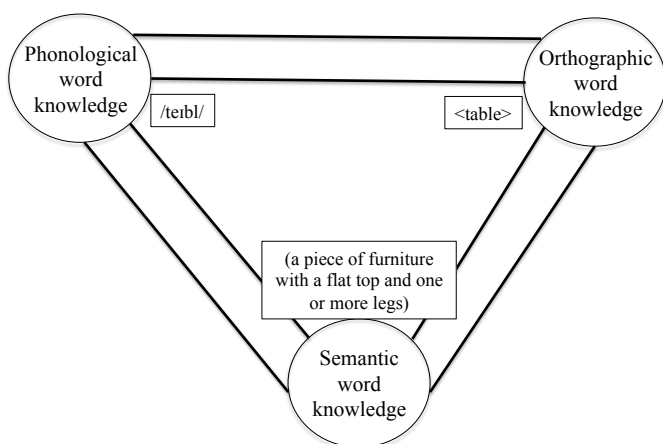 Phonological
word
knowledge
Orthographic
word
knowledge
/teɪbl/
<table>
(a piece of furniture
with a flat top and one
or more legs)
Semantic
word
knowledge